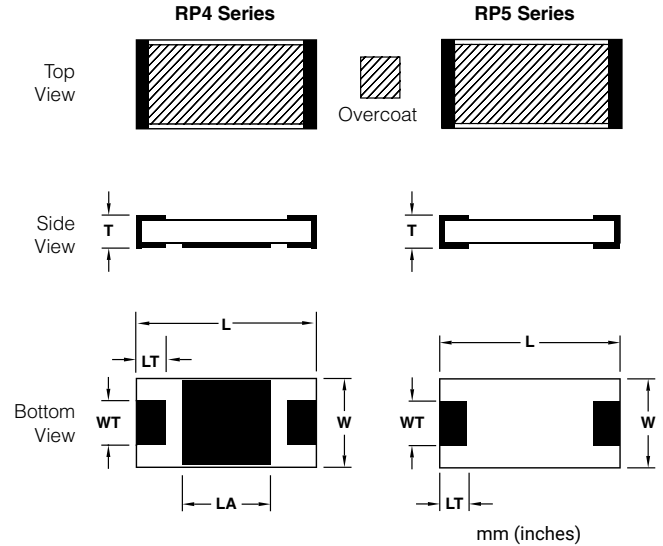 RP4 Series
RP5 Series
Top
View
Overcoat
Side
View
T
T
L
L
LT
Bottom
View
WT
W
WT
W
LA
LT
mm (inches)